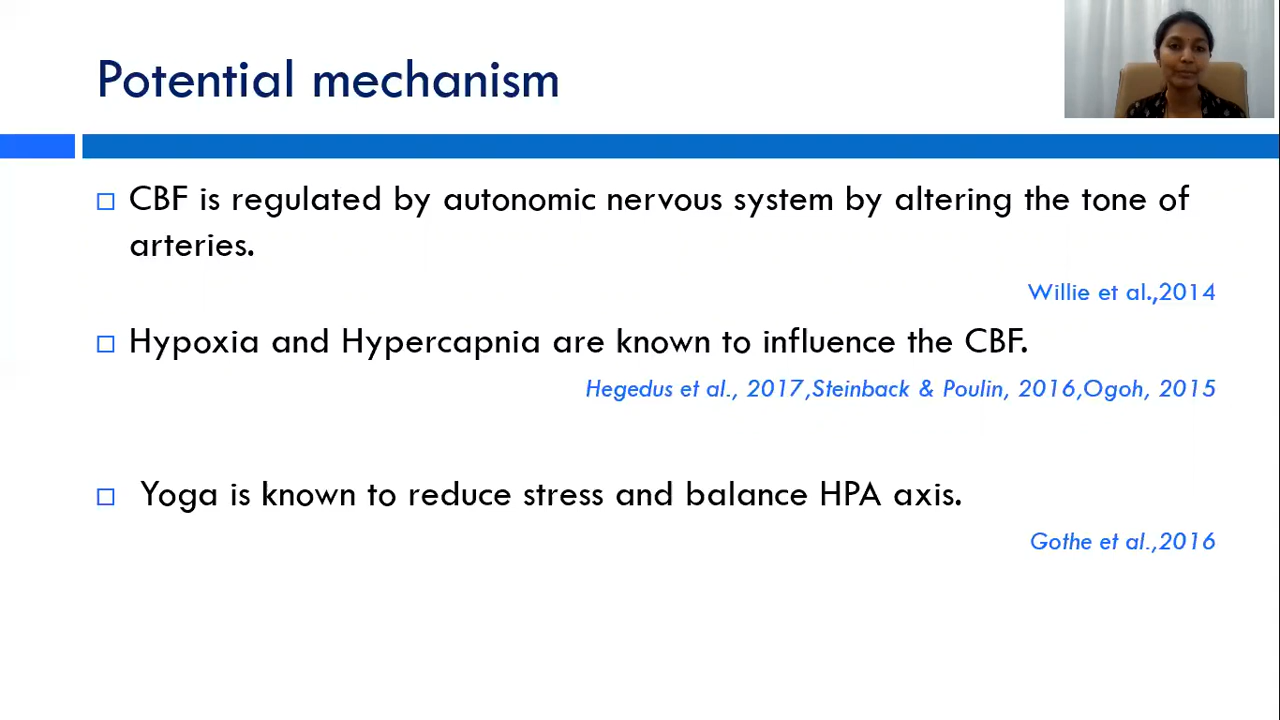 Potential mechanism
CBF is regulated by autonomic nervous system by altering the tone of
arteries.
Willie et al.,2014
Hypoxia and Hypercapnia are known to influence the CBF.
Hegedus et al., 2017,Steinback & Poulin, 2016,Ogoh, 2015
Yoga is known to reduce stress and balance HPA axis.
Gothe et al.,2016